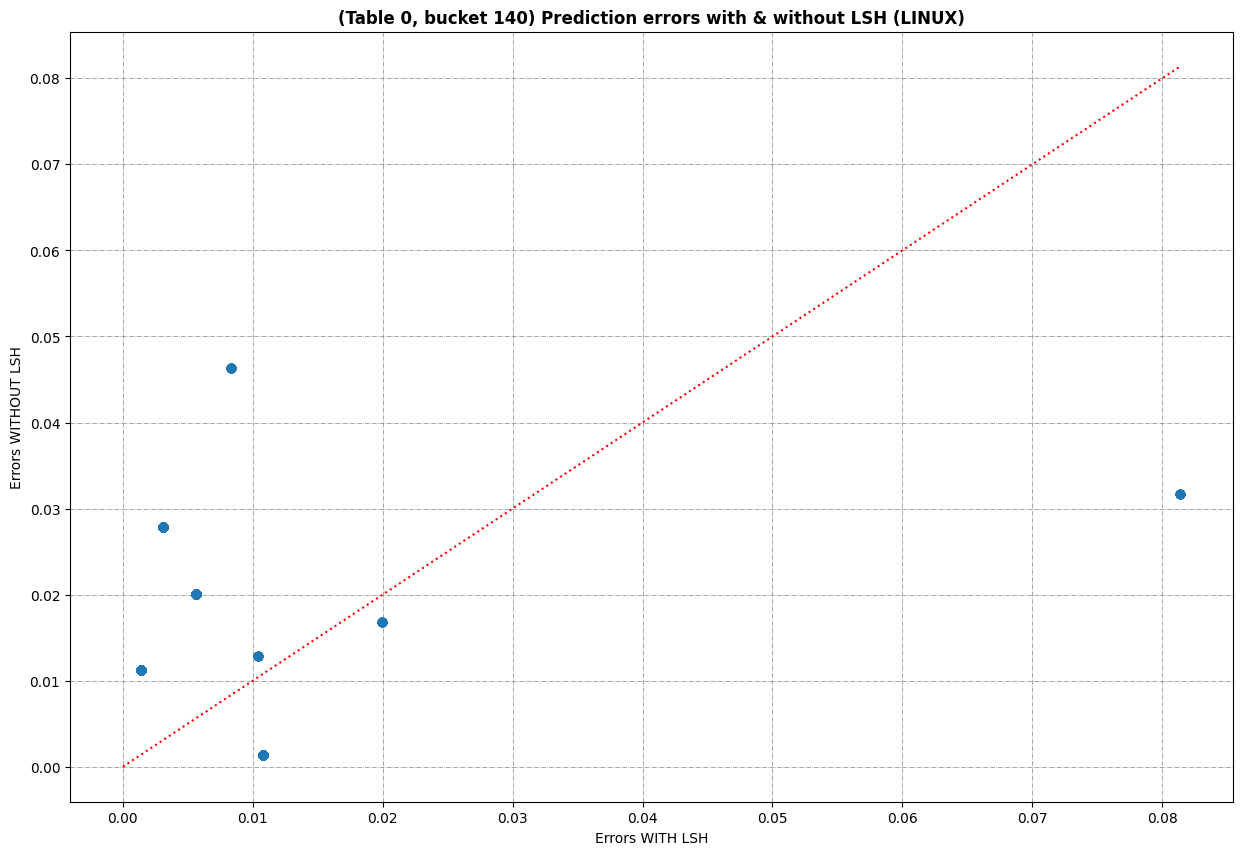 (Table 0, bucket 140) Prediction errors with & without LSH (LINUX)
0.08
0.07
0.06
0.05
0.04
0.03
0.02
0.01
0.00
Errors WITHOUT LSH
0.00 0.01 0.02 0.03 0.04 0.05 0.06 0.07 0.08
Errors WITH LSH